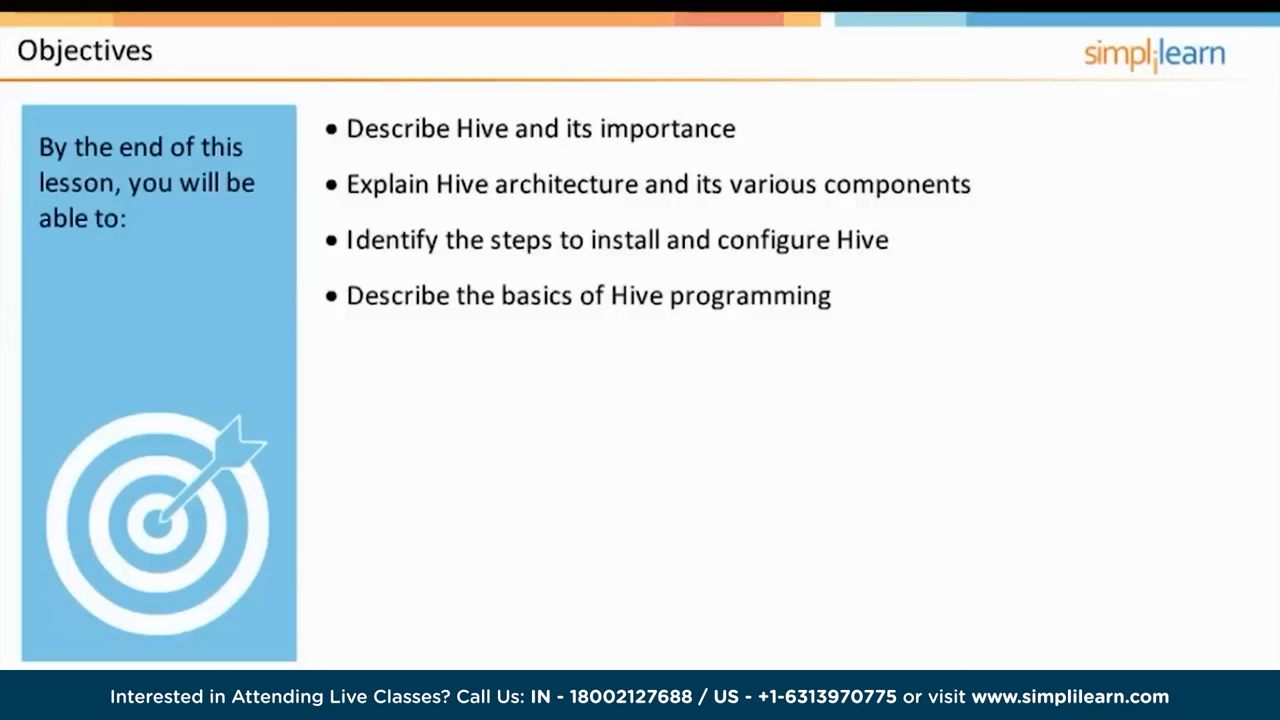 Objectives
simplilearn
By the end of this
lesson, you will be
able to:
• Describe Hive and its importance
• Explain Hive architecture and its various components
• Identify the steps to install and configure Hive
• Describe the basics of Hive programming
Interested in Attending Live Classes? Call Us: IN - 18002127688 / US - +1-6313970775 or visit www.simplilearn.com